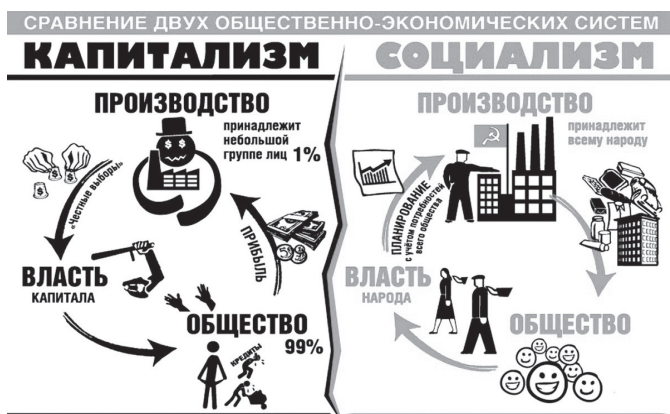 СРАВНЕНИЕ ДВУХ ОБЩЕСТВЕННО-ЭКОНОМИЧЕСКИХ СИСТЕМ
КАПИТАЛИЗМ
ПРОИЗВОДСТВО
принадлежит
небольшой
группе лиц 1%
$ $
$
$
$
«Честные выборы»
ПРИБЫЛЬ
ВЛАСТЬ
КАПИТАЛА
ОБЩЕСТВО
99%
КРЕДИТЫ
СОЦИАЛИЗМ
ПРОИЗВОДСТВО
принадлежит
всему народу
ПЛАНИРОВАНИЕ
с учётом потребностей
всего общества
ВЛАСТЬ
НАРОДА
ОБЩЕСТВО